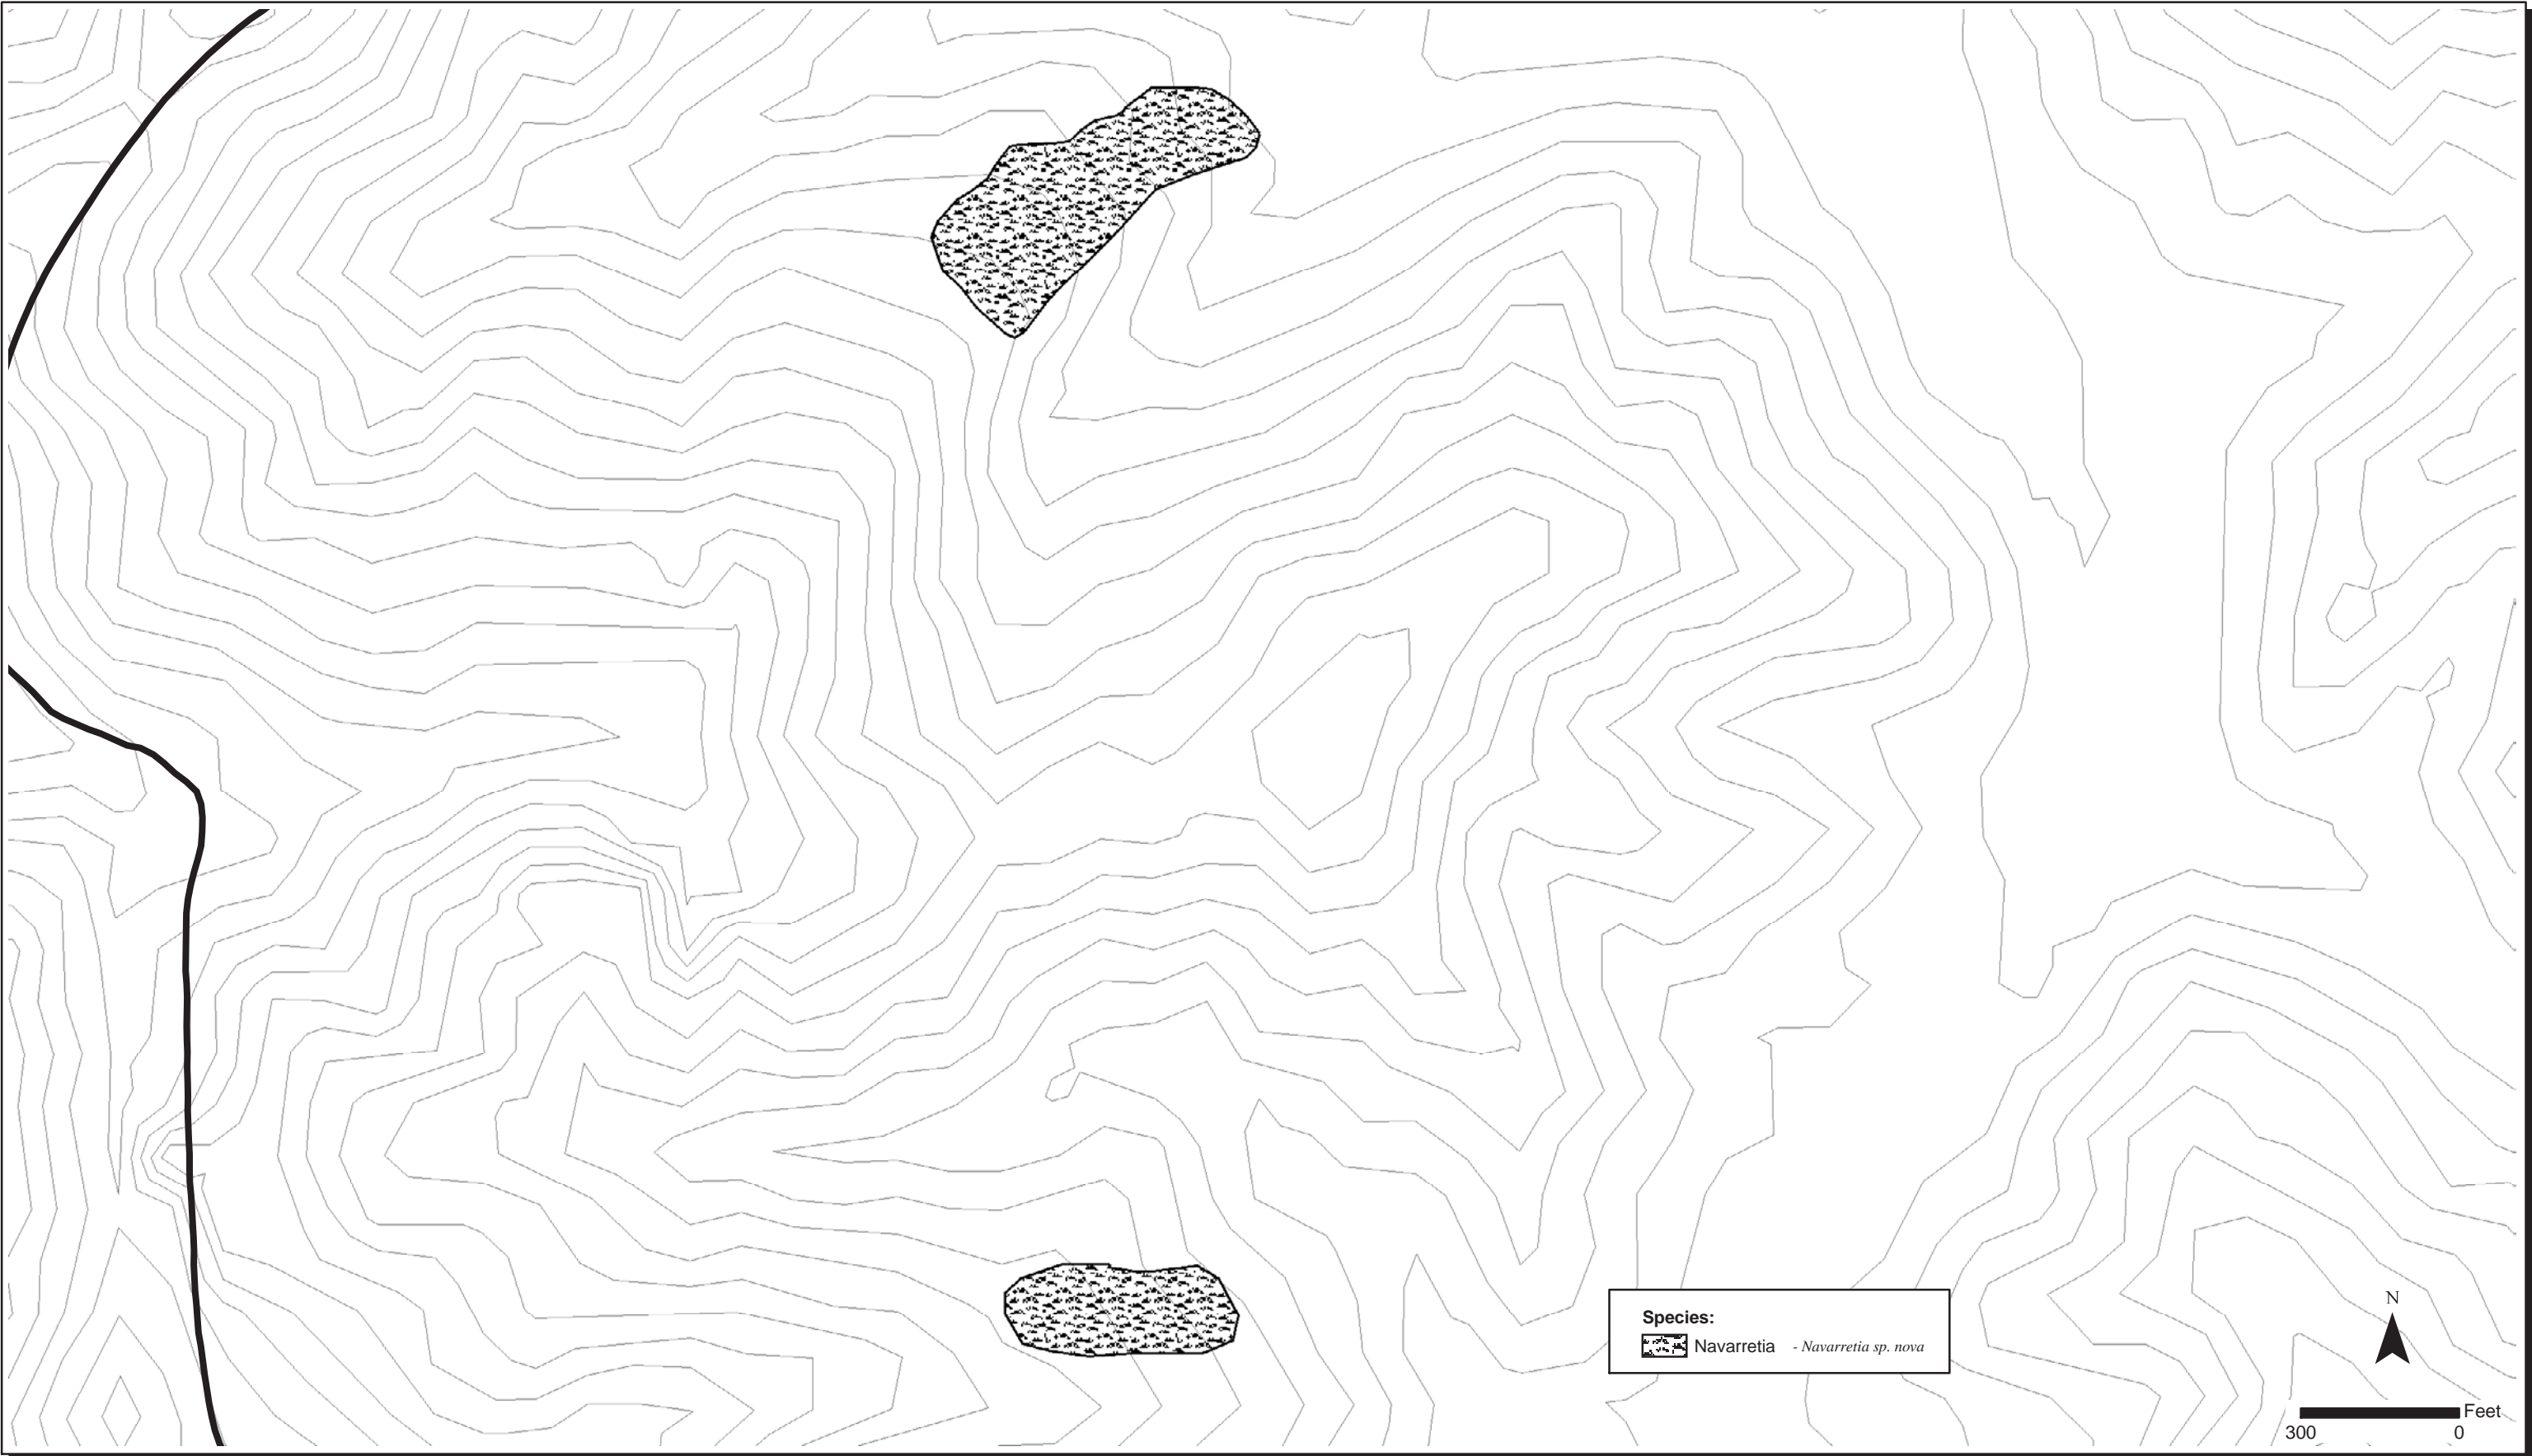 Species:
Navarretia - Navarretia sp. nova
N
Feet
300 0